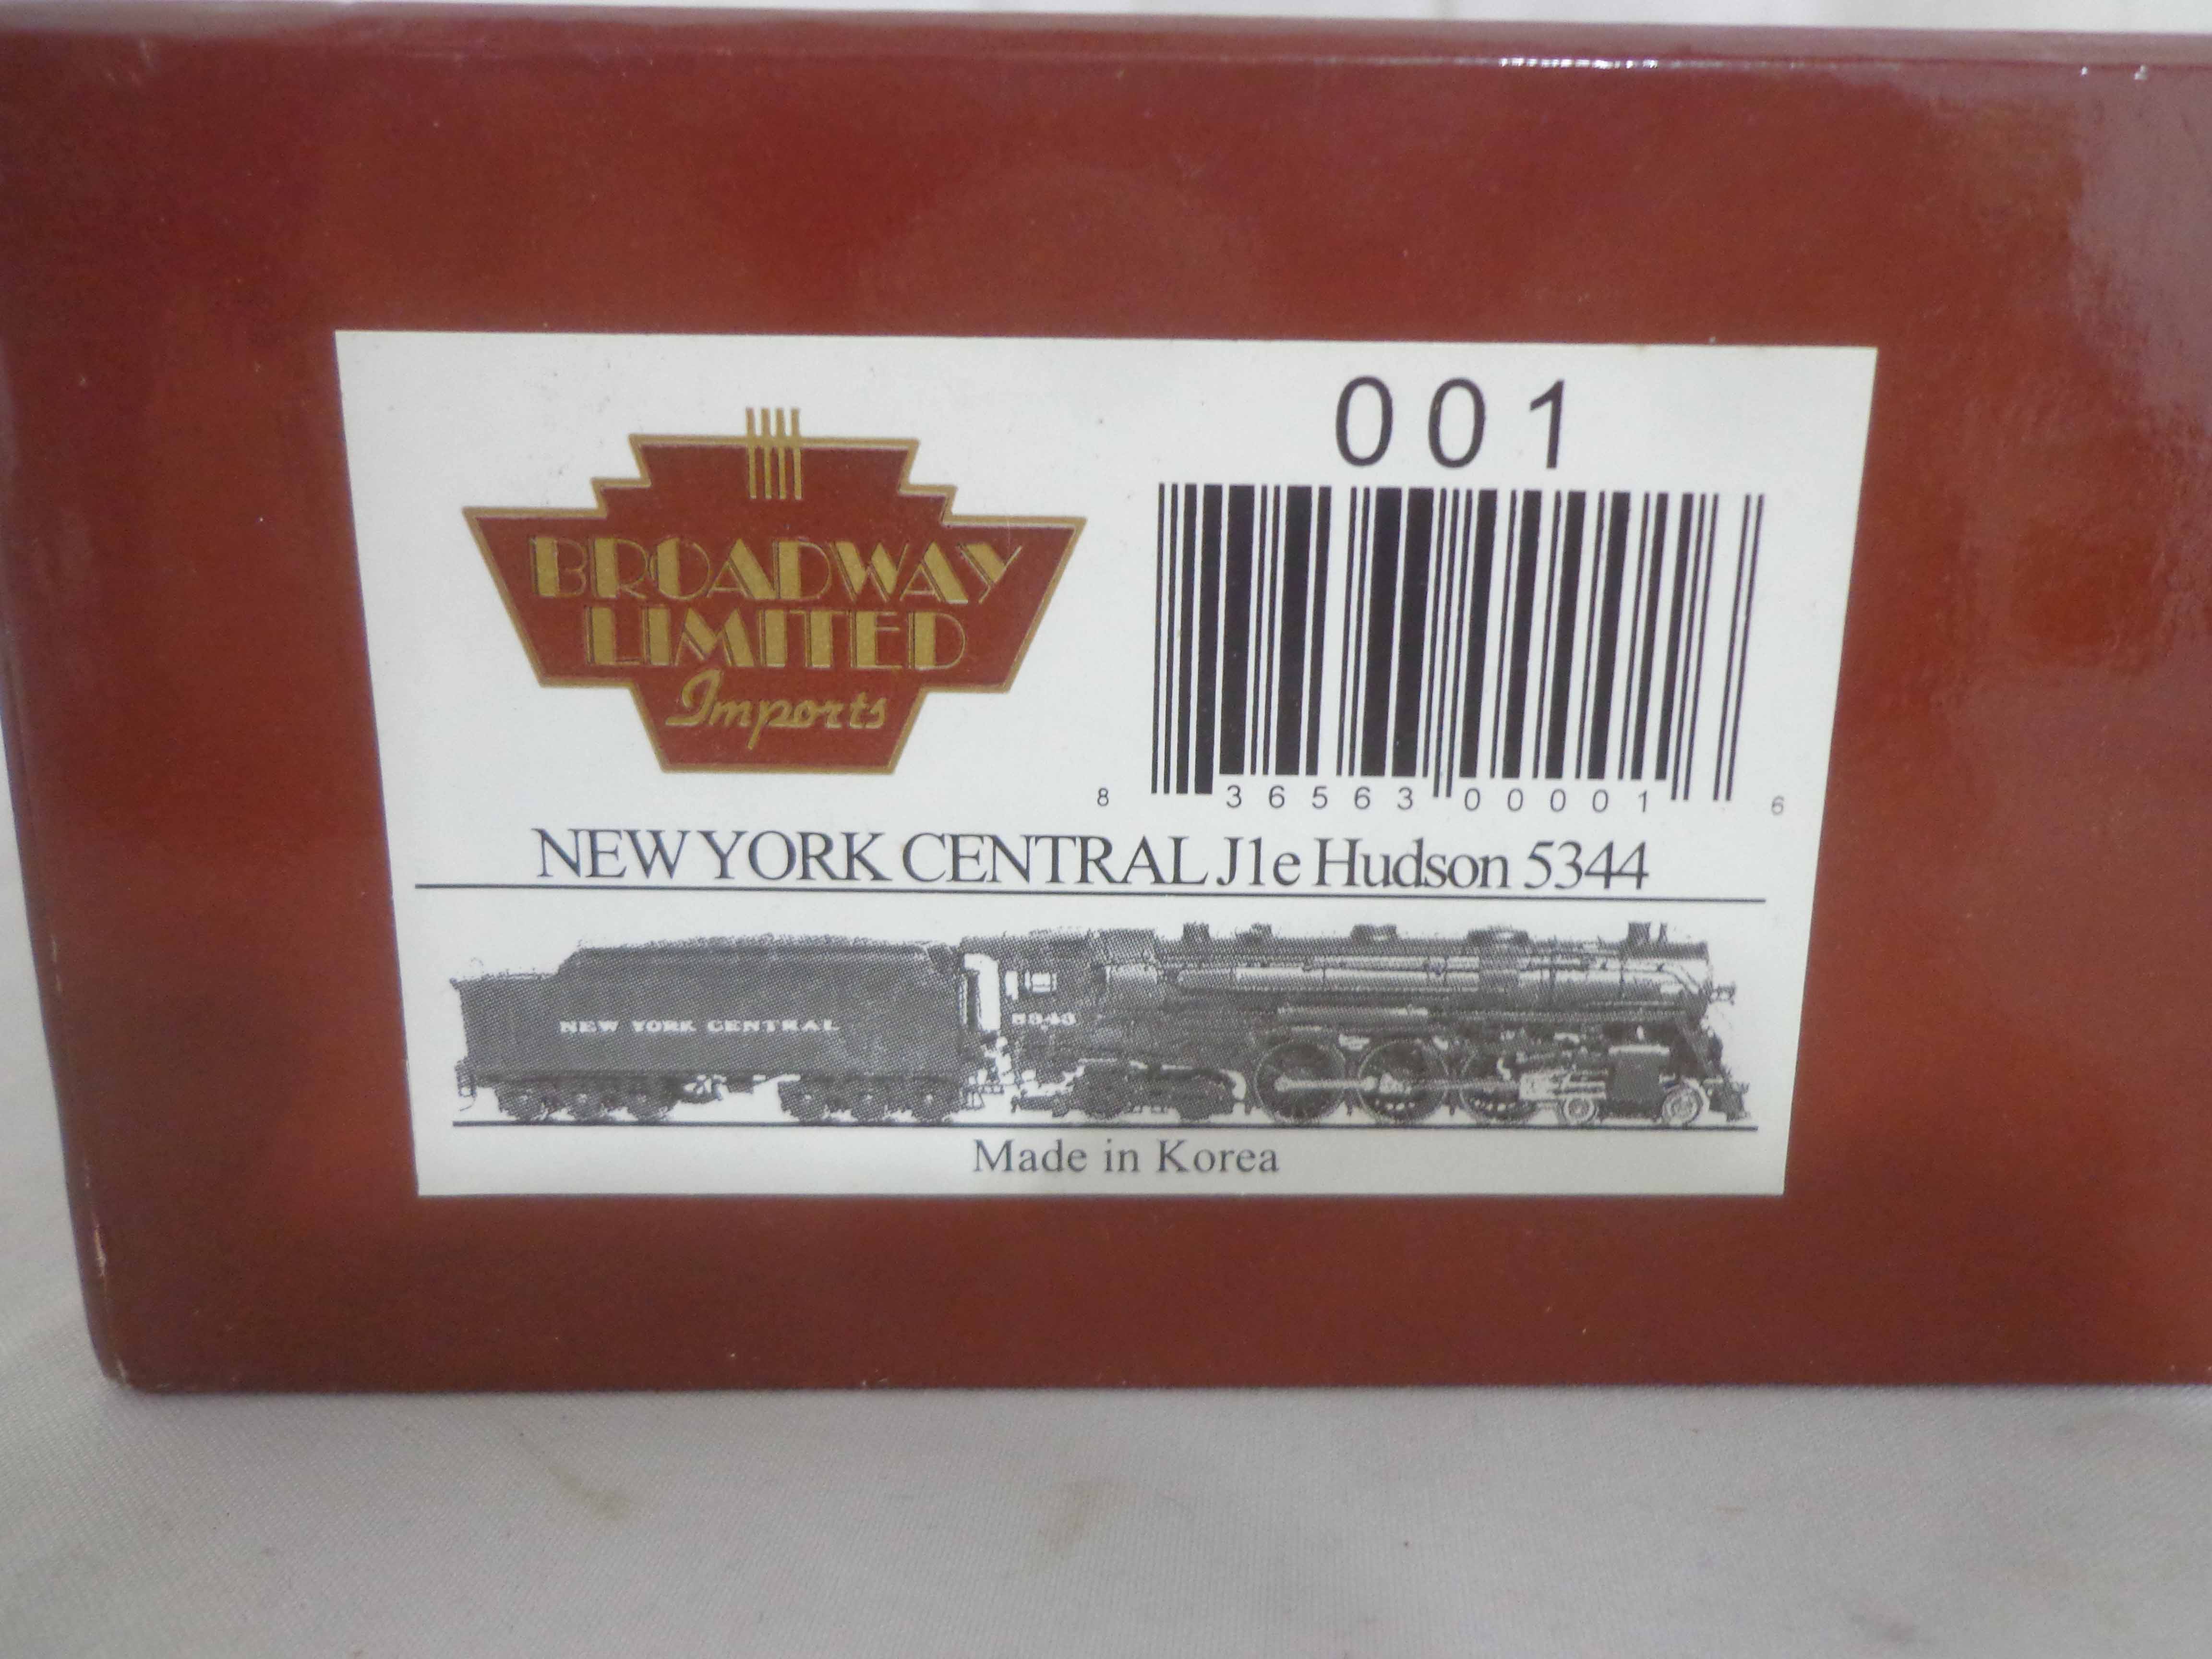 BROADWAY
LIMITED
Imports
001
8 36563 00001 6
NEW YORK CENTRAL J1e Hudson 5344
NEW YORK CENTRAL
5343
Made in Korea